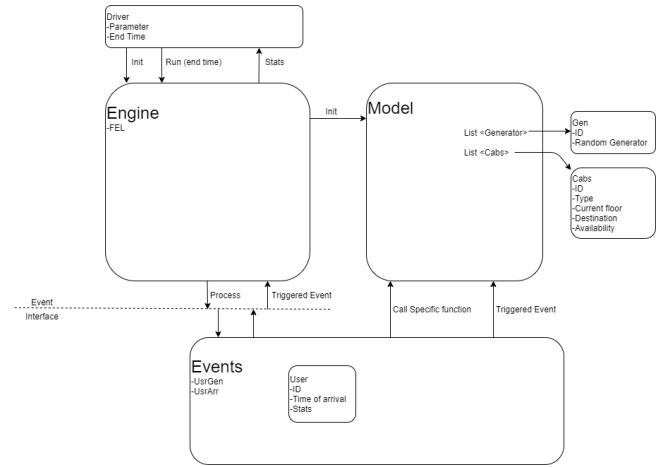 Driver
-Parameter
-End Time
Init
Run (end time)
Stats
Engine
-FEL
Init
Model
List <Generator>
List <Cabs>
Gen
-ID
-Random Generator
Cabs
-ID
-Type
-Current floor
-Destination
-Availability
Process
Triggered Event
Event
Interface
Call Specific function
Triggered Event
Events
-UsrGen
-UsrArr
User
-ID
-Time of arrival
-Stats